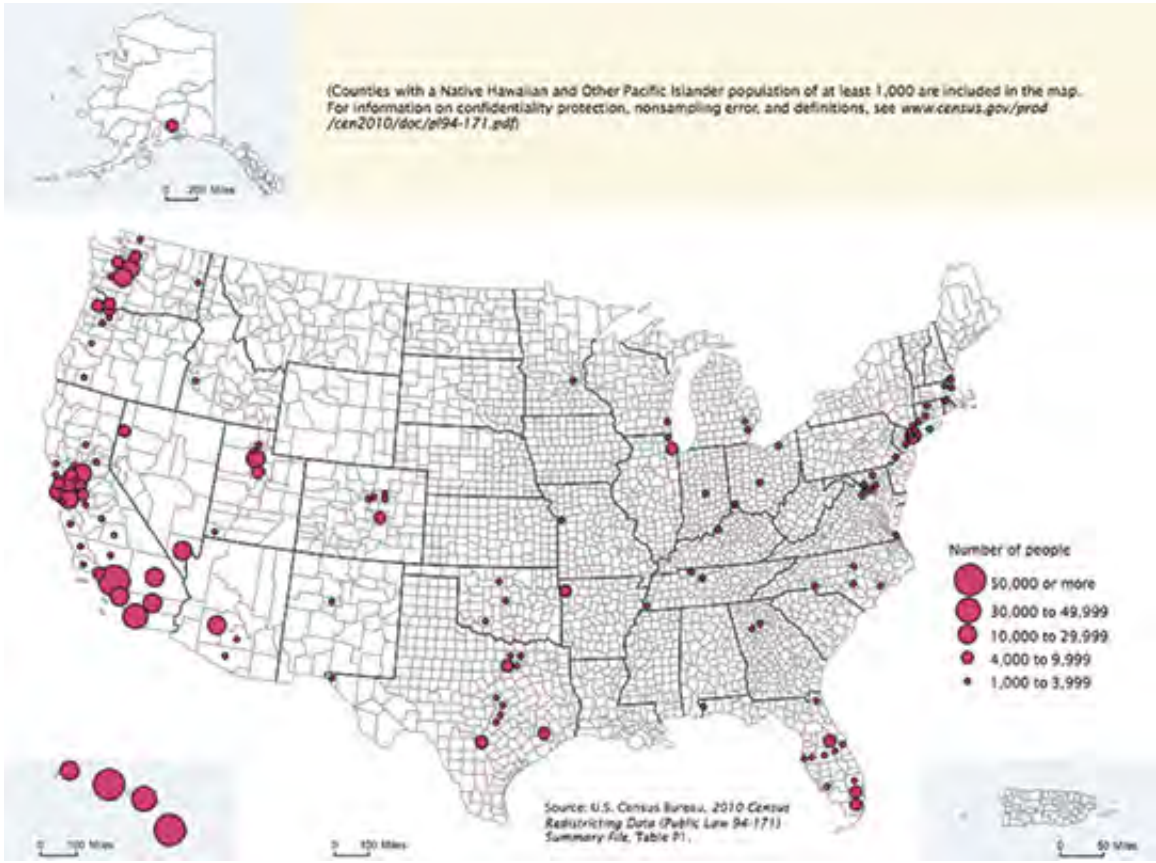 (Counties with a Native Hawaiian and Other Pacific Islander population of at least 1,000 are included in the map.
For information on confidentiality protection, nonsampling error, and definitions, see www.census.gov/prod
/cen2010/doc/pl94-171.pdf)
0 200 Miles
Number of people
50,000 or more
30,000 to 49,999
10,000 to 29,999
4,000 to 9,999
1,000 to 3,999
Source: U.S. Census Bureau, 2010 Census
Redistricting Data (Public Law 94-171)
Summary File, Table P1.
0 100 Miles
0 100 Miles
0 50 Miles